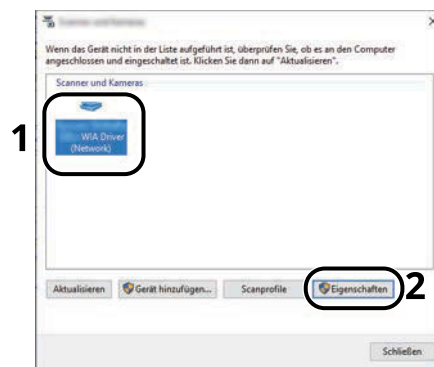 Wenn das Gerät nicht in der Liste aufgeführt ist, überprüfen Sie, ob es an den Computer
angeschlossen und eingeschaltet ist. Klicken Sie dann auf "Aktualisieren".
Scanner und Kameras
1
WIA Driver
(Network)
Aktualisieren
Gerät hinzufügen...
Scanprofile
Eigenschaften
2
Schließen